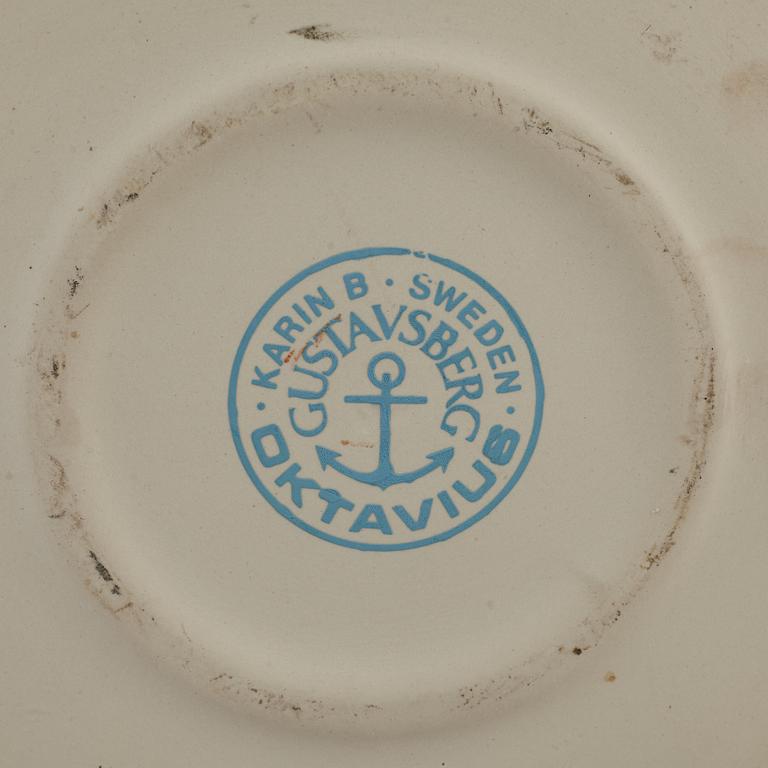 KARIN B · SWEDEN
GUSTAVSBERG
· OKTAVIUS ·